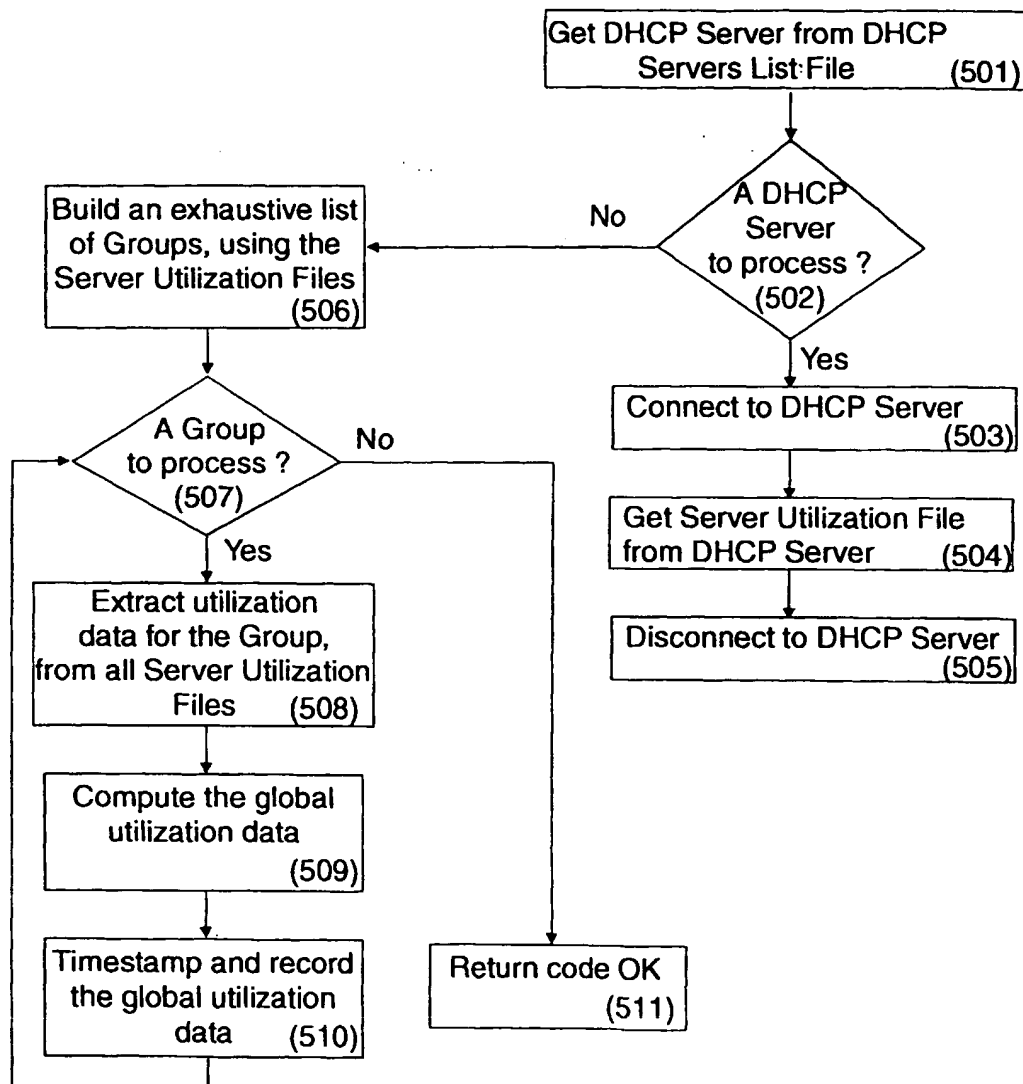 Get DHCP Server from DHCP
Servers List File (501)
A DHCP
Server
to process ?
(502)
No
Yes
Build an exhaustive list
of Groups, using the
Server Utilization Files
(506)
Connect to DHCP Server
(503)
Get Server Utilization File
from DHCP Server (504)
Disconnect to DHCP Server
(505)
A Group
to process ?
(507)
No
Yes
Extract utilization
data for the Group,
from all Server Utilization
Files (508)
Compute the global
utilization data
(509)
Timestamp and record
the global utilization
data (510)
Return code OK
(511)